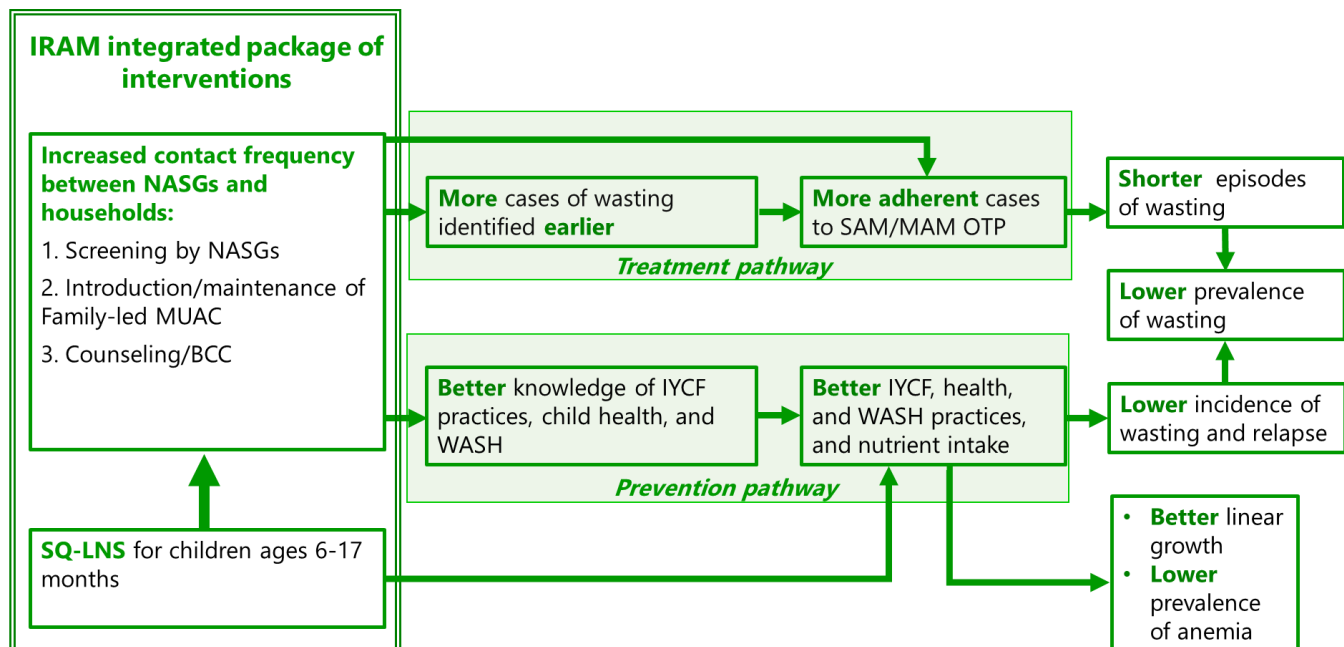 IRAM integrated package of
interventions
Increased contact frequency
between NASGs and
households:
1. Screening by NASGs
2. Introduction/maintenance of
Family-led MUAC
3. Counseling/BCC
SQ-LNS for children ages 6-17
months
More cases of wasting
identified earlier
More adherent cases
to SAM/MAM OTP
Treatment pathway
Better knowledge of IYCF
practices, child health, and
WASH
Better IYCF, health,
and WASH practices,
and nutrient intake
Prevention pathway
Shorter episodes
of wasting
Lower prevalence
of wasting
Lower incidence of
wasting and relapse
• Better linear
growth
• Lower
prevalence
of anemia